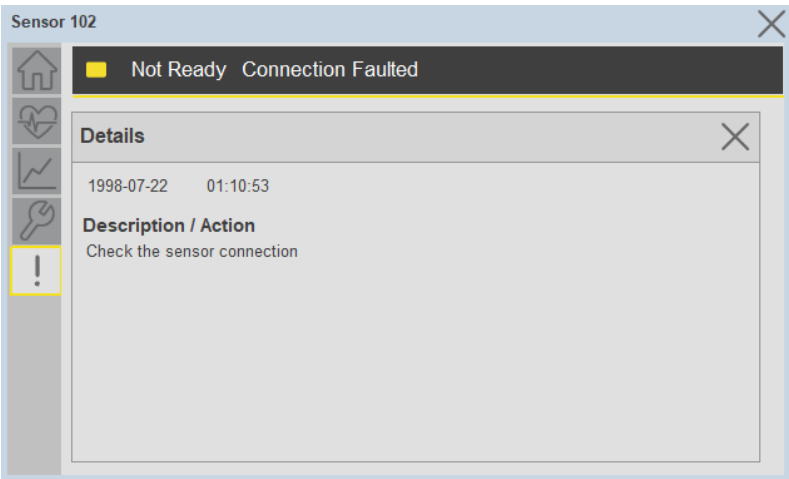 Sensor 102
Not Ready Connection Faulted
Details
1998-07-22 01:10:53
Description / Action
Check the sensor connection